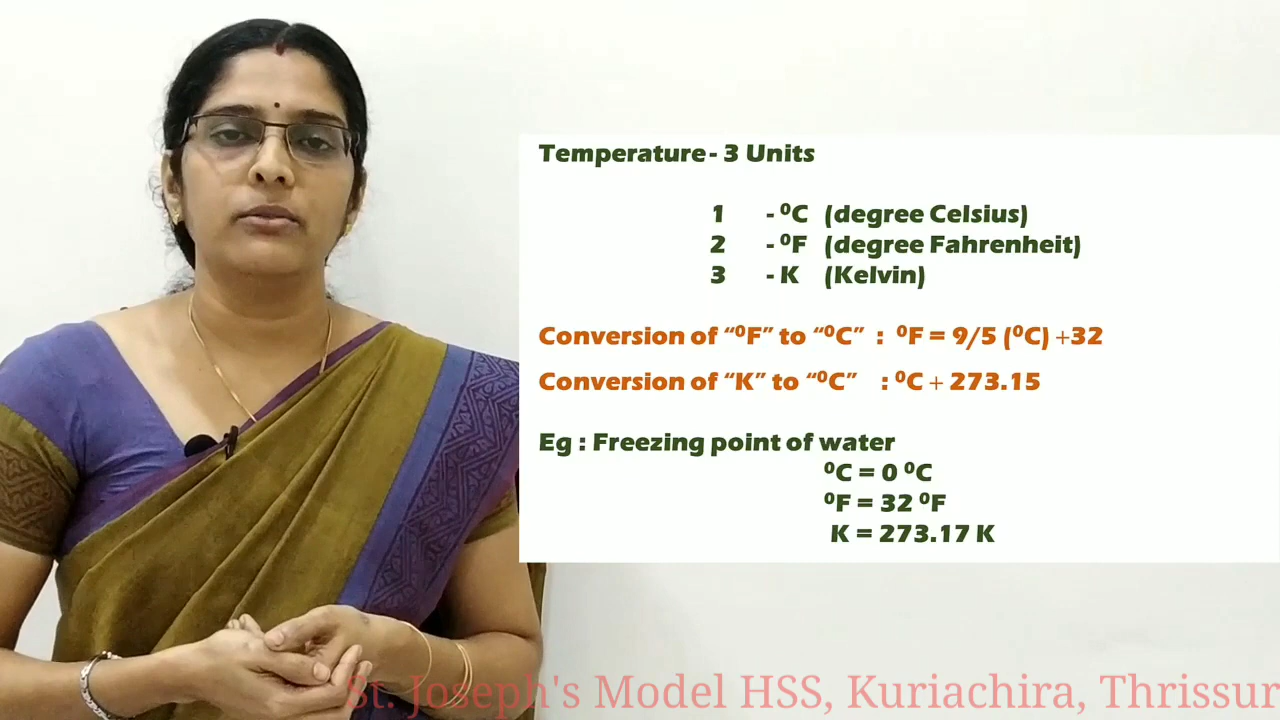 Temperature - 3 Units
1 - ⁰C (degree Celsius)
2 - ⁰F (degree Fahrenheit)
3 - K (Kelvin)
Conversion of “⁰F” to “⁰C” : ⁰F = 9/5 (⁰C) +32
Conversion of “K” to “⁰C” : ⁰C + 273.15
Eg : Freezing point of water
⁰C = 0 ⁰C
⁰F = 32 ⁰F
K = 273.17 K
St. Joseph's Model HSS, Kuriachira, Thrissur